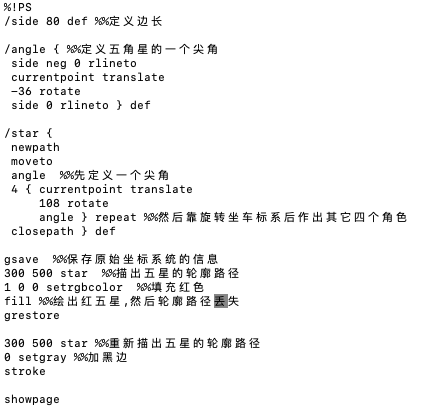 %!PS
/side 80 def %%定义边长
/angle { %%定义五角星的一个尖角
side neg 0 rlineto
currentpoint translate
-36 rotate
side 0 rlineto } def
/star {
newpath
moveto
angle %%先定义一个尖角
4 { currentpoint translate
108 rotate
angle } repeat %%然后靠旋转坐车标系后作出其它四个角色
closepath } def
gsave %%保存原始坐标系统的信息
300 500 star %%描出五星的轮廓路径
1 0 0 setrgbcolor %%填充红色
fill %%绘出红五星,然后轮廓路径丢失
grestore
300 500 star %%重新描出五星的轮廓路径
0 setgray %%加黑边
stroke
showpage